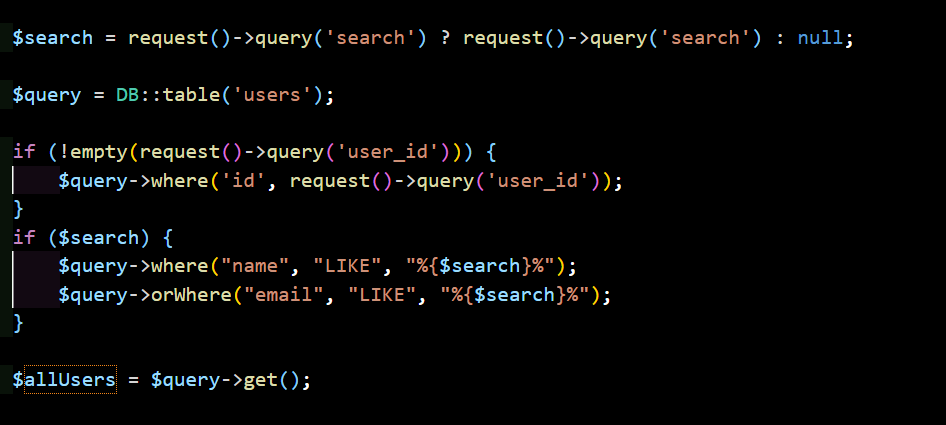 $search = request()->query('search') ? request()->query('search') : null;
$query = DB::table('users');
if (!empty(request()->query('user_id'))) {
$query->where('id', request()->query('user_id'));
}
if ($search) {
$query->where("name", "LIKE", "%{$search}%");
$query->orWhere("email", "LIKE", "%{$search}%");
}
$allUsers = $query->get();